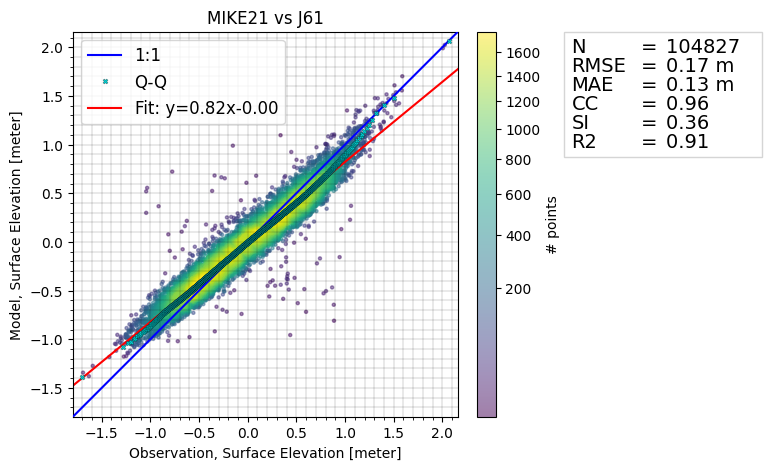 MIKE21 vs J61
1:1
Q-Q
Fit: y=0.82x-0.00
Model, Surface Elevation [meter]
2.0
1.5
1.0
0.5
0.0
−0.5
−1.0
−1.5
−1.5
−1.0
−0.5
0.0
0.5
1.0
1.5
2.0
Observation, Surface Elevation [meter]
1600
1400
1200
1000
800
600
400
200
# points
N = 104827
RMSE = 0.17 m
MAE = 0.13 m
CC = 0.96
SI = 0.36
R2 = 0.91